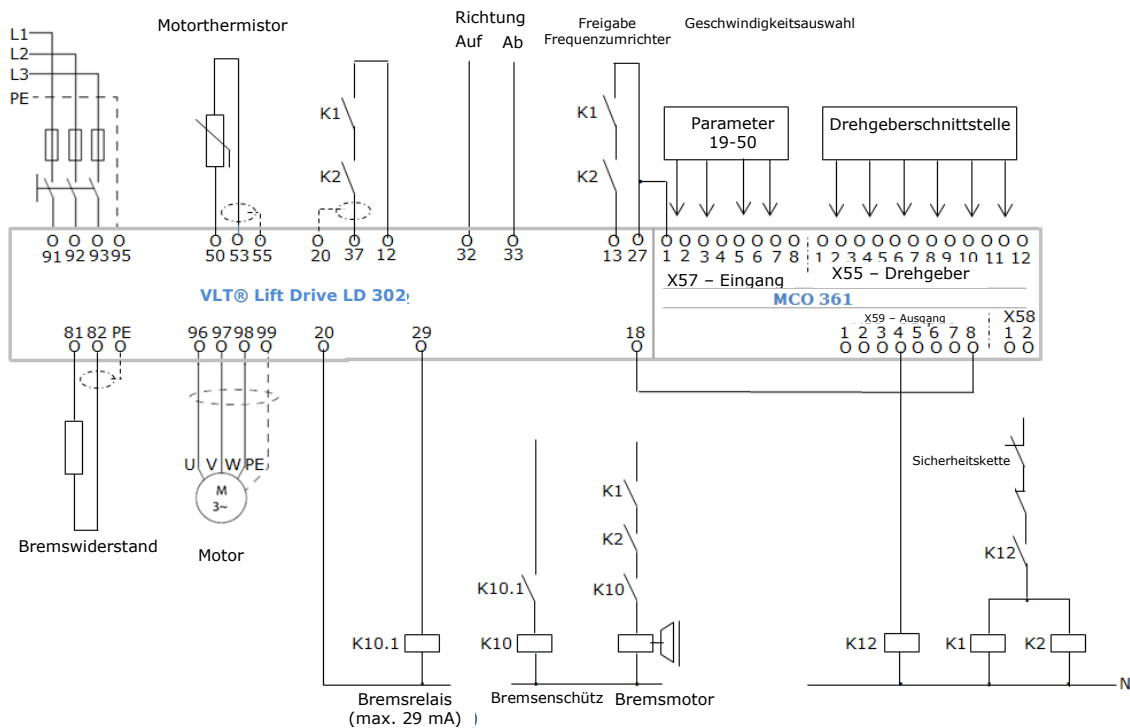 Motorthermistor
Richtung
Auf Ab
Freigabe
Frequenzumrichter
Geschwindigkeitsauswahl
L1
L2
L3
PE
K1
K2
K1
K2
Parameter
19-50
Drehgeberschnittstelle
91 92 93 95
50 53 55
20 37 12
32 33
13 27
1 2 3 4 5 6 7 8
1 2 3 4 5 6 7 8 9 10 11 12
X57 – Eingang
X55 – Drehgeber
VLT® Lift Drive LD 302
MCO 361
X59 – Ausgang
X58
81 82 PE
96 97 98 99
20
29
18
1 2 3 4 5 6 7 8
1 2
U V W PE
M
3~
Bremswiderstand
Motor
K10.1
Bremsrelais
(max. 29 mA) )
K10.1
K10
Bremsenschütz
K1
K2
K10
Bremsmotor
Sicherheitskette
K12
K12
K1
K2
N